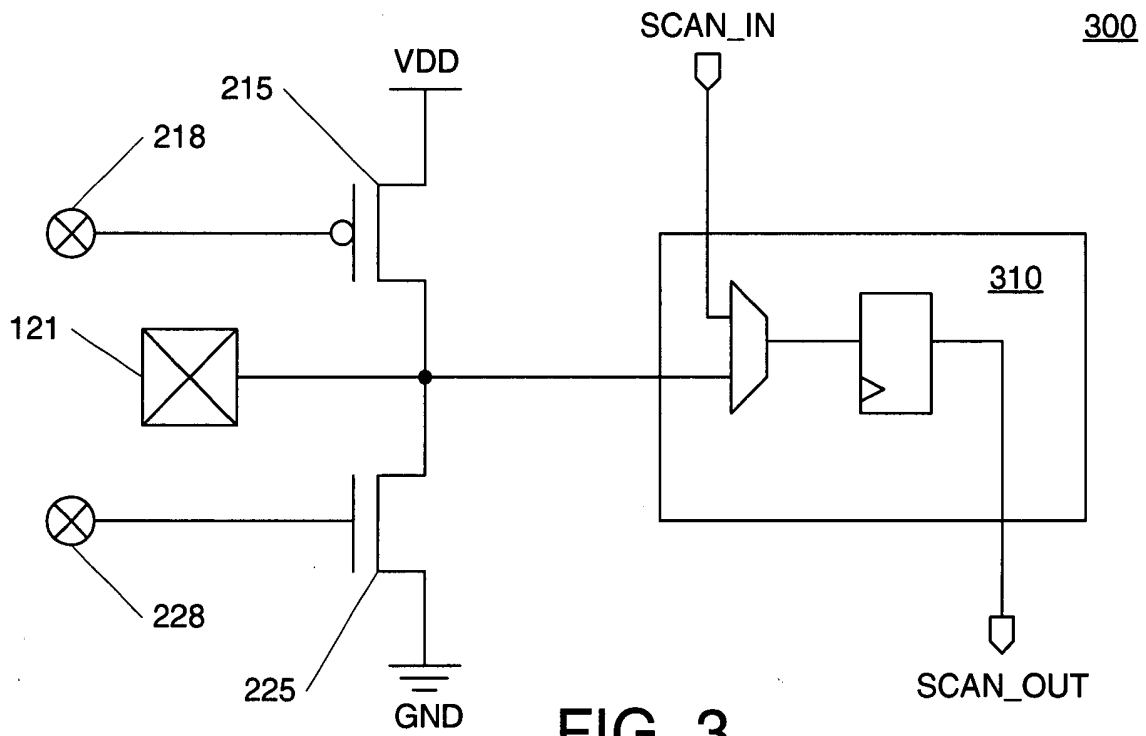 SCAN_IN
300
VDD
215
218
310
121
228
225
GND
SCAN_OUT
FIG. 3